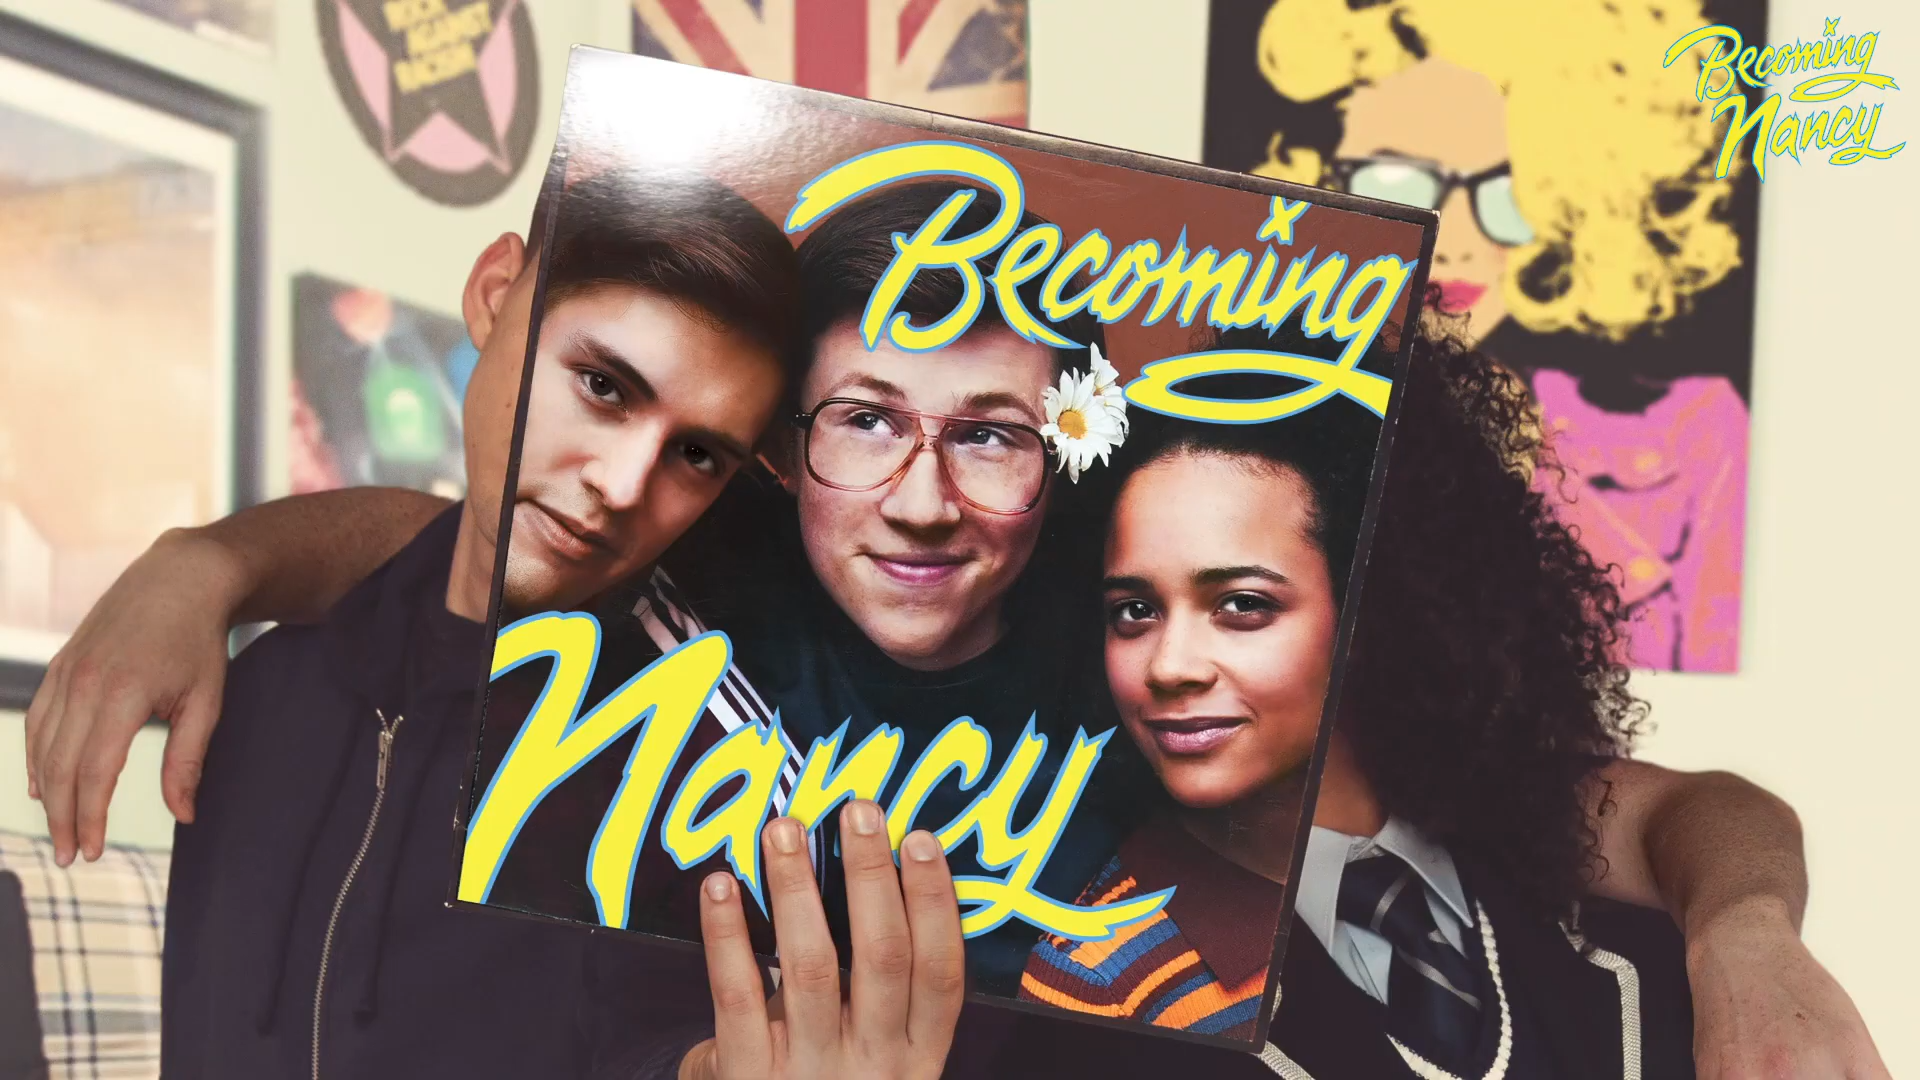 ROCK
AGAINST
RACISM
Becoming
Nancy
Becoming
Nancy